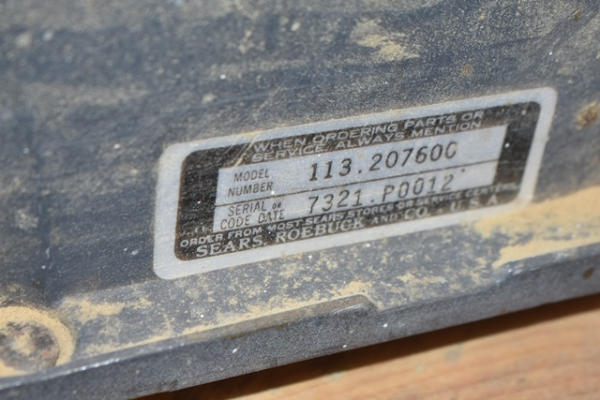 WHEN ORDERING PARTS OR
SERVICE, ALWAYS MENTION
MODEL NUMBER 113.207600
SERIAL OR CODE DATE 7321.P0012
ORDER FROM MOST SEARS STORES OR SERVICE CENTERS
SEARS, ROEBUCK AND CO. - U.S.A.